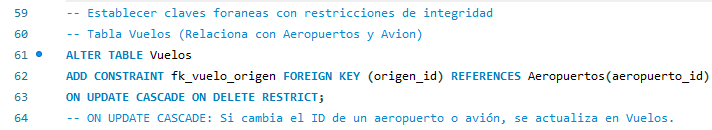 59 -- Establecer claves foraneas con restricciones de integridad
60 -- Tabla Vuelos (Relaciona con Aeropuertos y Avion)
61 ALTER TABLE Vuelos
62 ADD CONSTRAINT fk_vuelo_origen FOREIGN KEY (origen_id) REFERENCES Aeropuertos(aeropuerto_id)
63 ON UPDATE CASCADE ON DELETE RESTRICT;
64 -- ON UPDATE CASCADE: Si cambia el ID de un aeropuerto o avión, se actualiza en Vuelos.